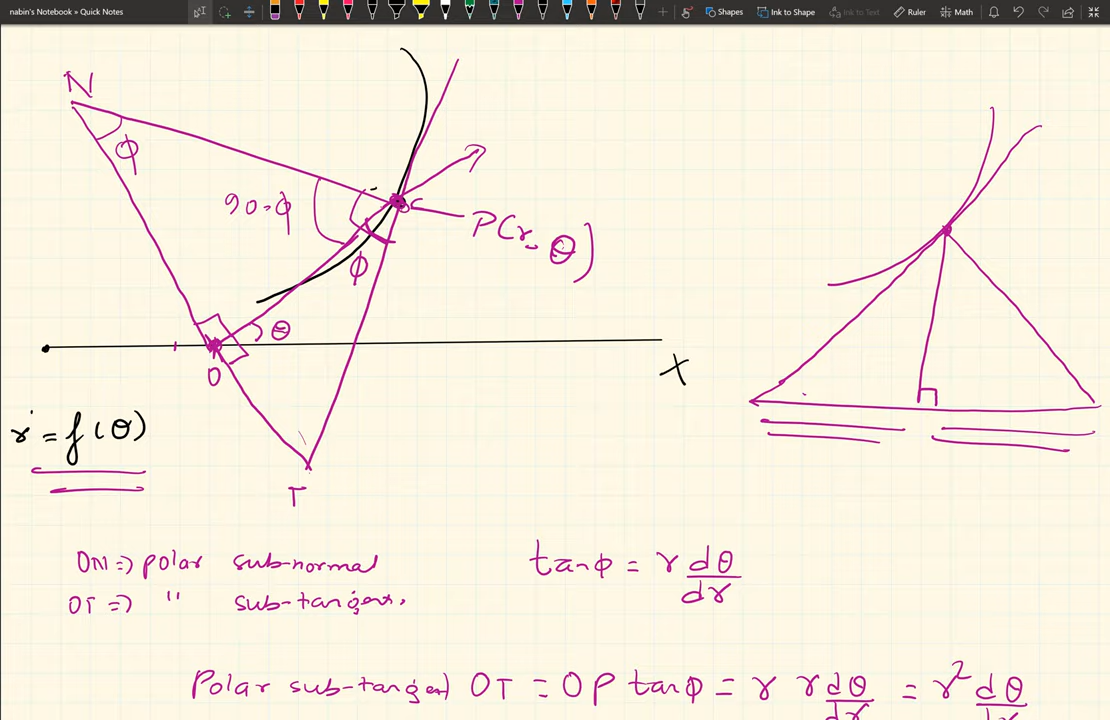 nabin's Notebook » Quick Notes
Shapes
Ink to Shape
Ink to Text
Ruler
Math
N
ϕ
90-ϕ
P(r, θ)
ϕ
θ
O
X
r = f(θ)
T
ON => polar sub-normal
OT => " sub-tangent.
tanϕ = r dθ/dr
Polar sub-tangent OT = OP tanϕ = r r dθ/dr = r² dθ/dr